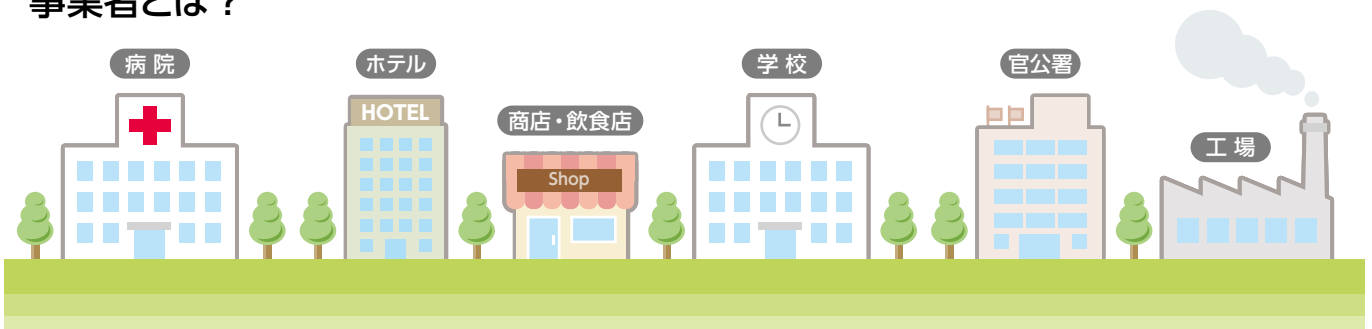 事業者とは？
病院
ホテル
HOTEL
商店・飲食店
Shop
学校
官公署
工場